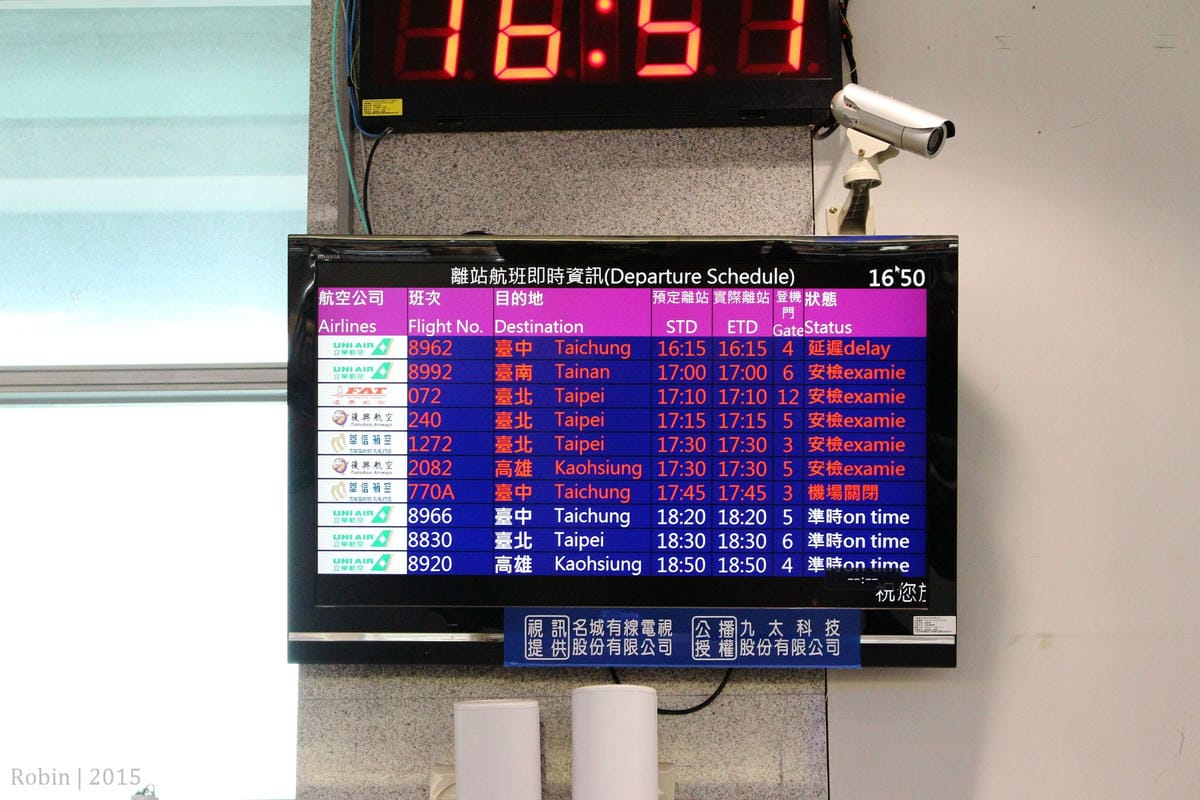 16:51
BRAVIA
離站航班即時資訊(Departure Schedule) 16:50
航空公司 班次 目的地 預定離站 實際離站 登機門 狀態
Airlines Flight No. Destination STD ETD Gate Status
UNI AIR 立榮航空 8962 臺中 Taichung 16:15 16:15 4 延遲delay
UNI AIR 立榮航空 8992 臺南 Tainan 17:00 17:00 6 安檢examie
FAT 遠東航空 072 臺北 Taipei 17:10 17:10 12 安檢examie
復興航空 TransAsia Airways 240 臺北 Taipei 17:15 17:15 5 安檢examie
華信航空 1272 臺北 Taipei 17:30 17:30 3 安檢examie
復興航空 TransAsia Airways 2082 高雄 Kaohsiung 17:30 17:30 5 安檢examie
華信航空 770A 臺中 Taichung 17:45 17:45 3 機場關閉
UNI AIR 立榮航空 8966 臺中 Taichung 18:20 18:20 5 準時on time
UNI AIR 立榮航空 8830 臺北 Taipei 18:30 18:30 6 準時on time
UNI AIR 立榮航空 8920 高雄 Kaohsiung 18:50 18:50 4 準時on time
--:--
祝您
視訊提供 名城有線電視股份有限公司 公播授權 九太科技股份有限公司
Robin | 2015